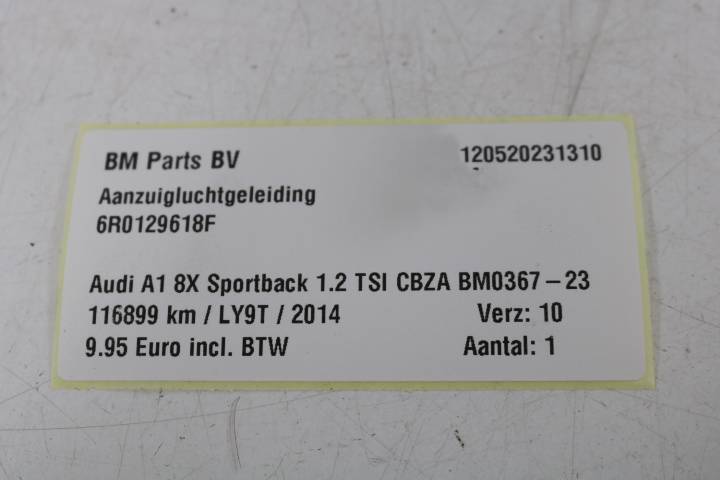 BM Parts BV 120520231310
Aanzuigluchtgeleiding
6R0129618F
Audi A1 8X Sportback 1.2 TSI CBZA BM0367-23
116899 km / LY9T / 2014 Verz: 10
9.95 Euro incl. BTW Aantal: 1